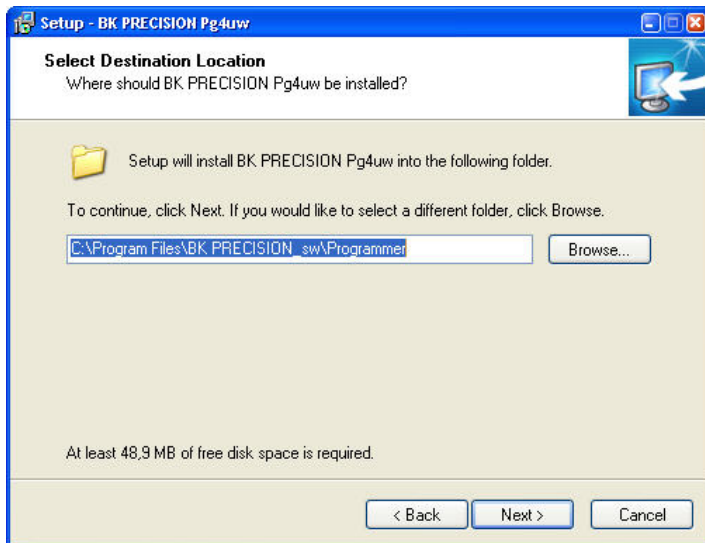 Setup - BK PRECISION Pg4uw
Select Destination Location
Where should BK PRECISION Pg4uw be installed?
Setup will install BK PRECISION Pg4uw into the following folder.
To continue, click Next. If you would like to select a different folder, click Browse.
C:\Program Files\BK PRECISION_sw\Programmer
Browse...
At least 48,9 MB of free disk space is required.
< Back
Next >
Cancel